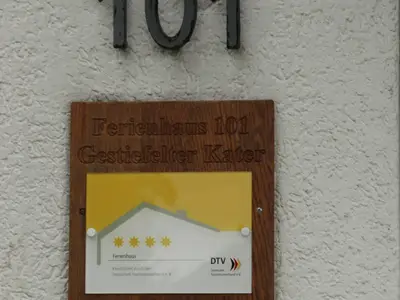 101
Ferienhaus 101
Gestiefelter Kater
Ferienhaus
DTV